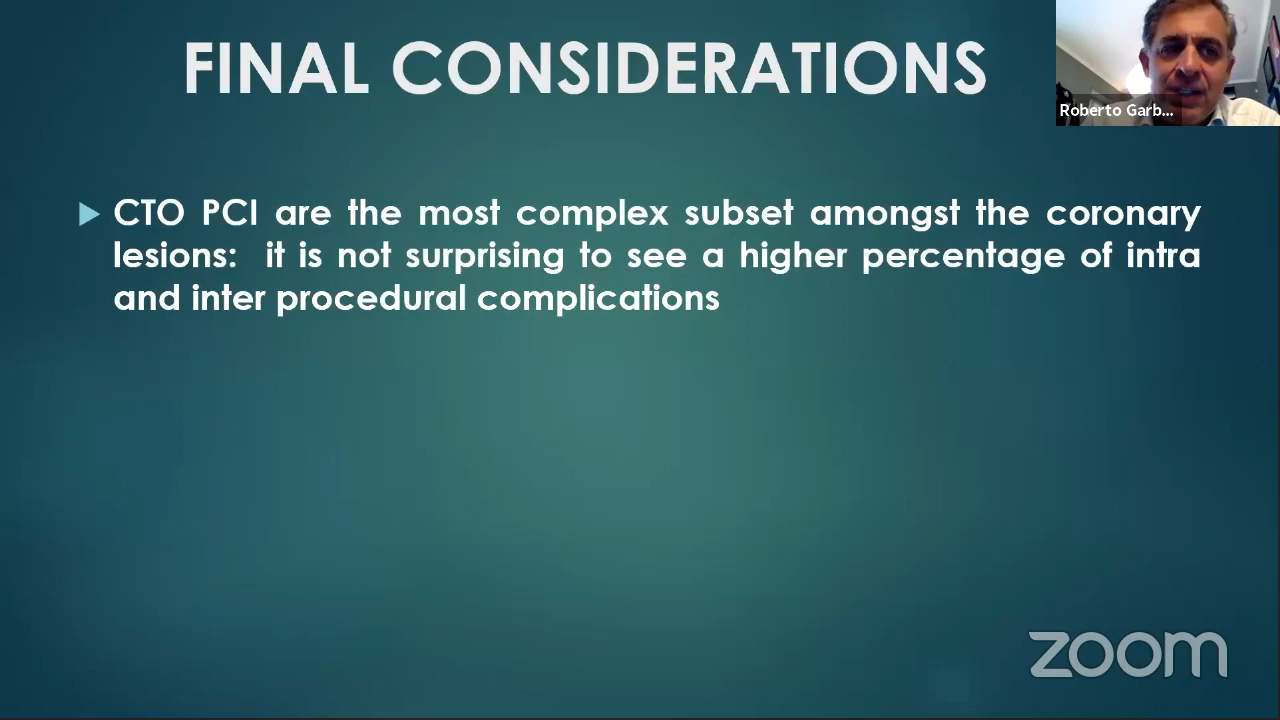 FINAL CONSIDERATIONS
Roberto Garb...
CTO PCI are the most complex subset amongst the coronary
lesions: it is not surprising to see a higher percentage of intra
and inter procedural complications
zoom